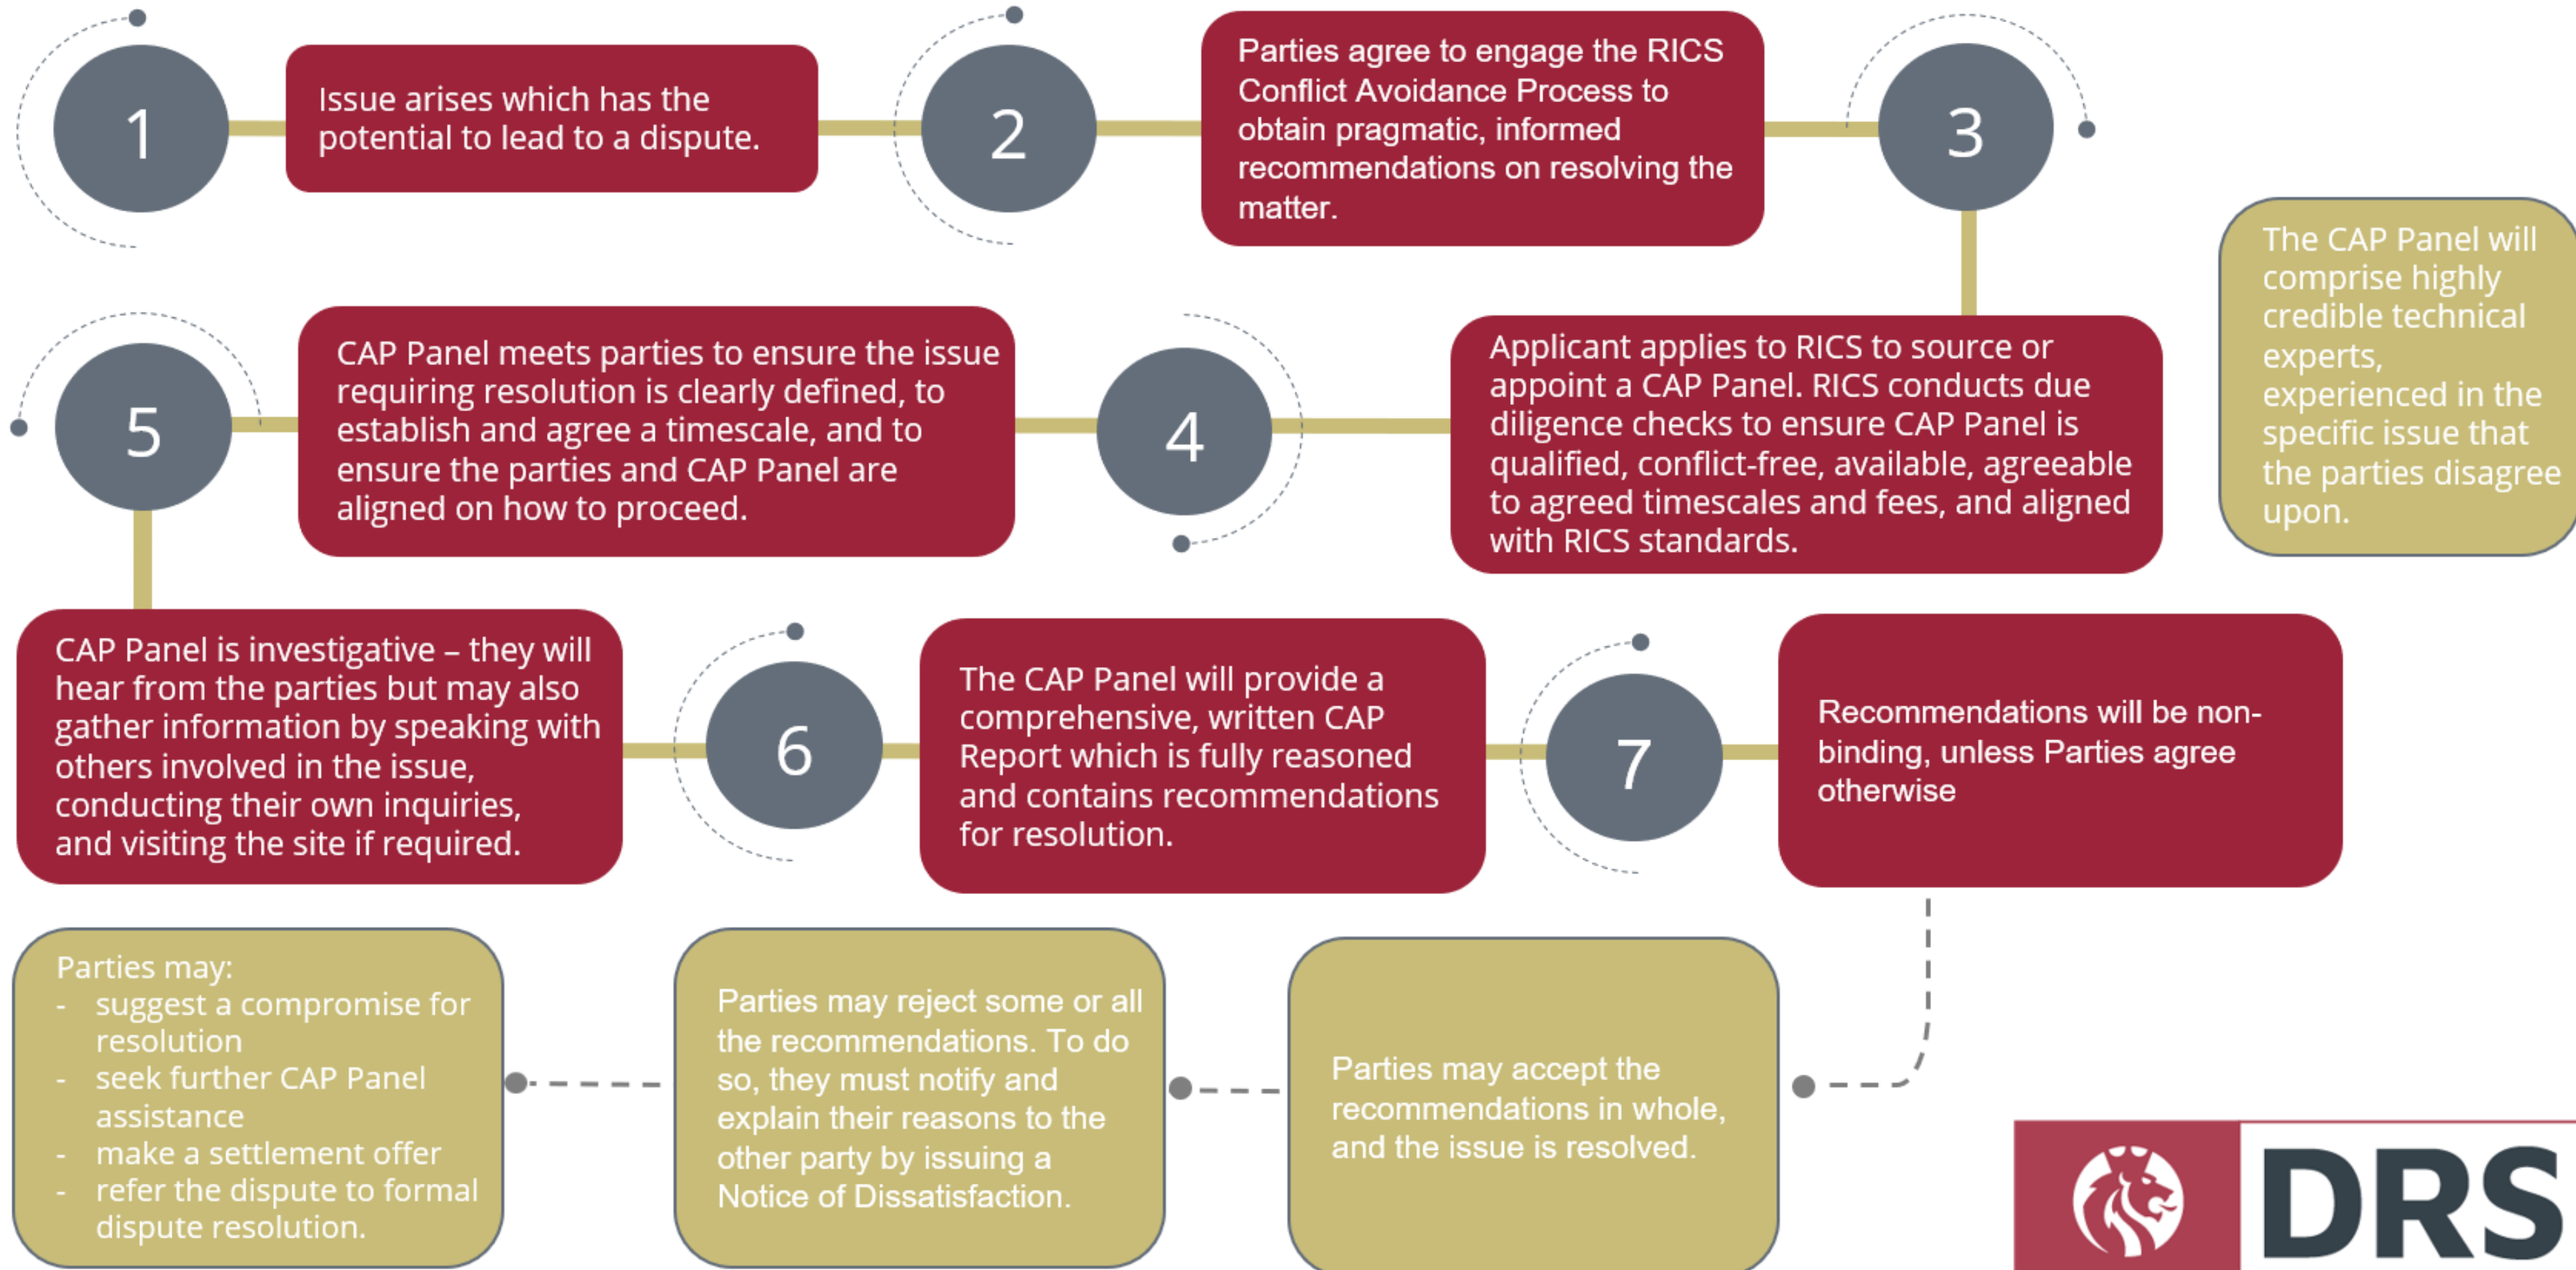 1
Issue arises which has the
potential to lead to a dispute.
2
Parties agree to engage the RICS
Conflict Avoidance Process to
obtain pragmatic, informed
recommendations on resolving the
matter.
3
Applicant applies to RICS to source or
appoint a CAP Panel. RICS conducts due
diligence checks to ensure CAP Panel is
qualified, conflict-free, available, agreeable
to agreed timescales and fees, and aligned
with RICS standards.
The CAP Panel will
comprise highly
credible technical
experts,
experienced in the
specific issue that
the parties disagree
upon.
4
CAP Panel meets parties to ensure the issue
requiring resolution is clearly defined, to
establish and agree a timescale, and to
ensure the parties and CAP Panel are
aligned on how to proceed.
5
CAP Panel is investigative – they will
hear from the parties but may also
gather information by speaking with
others involved in the issue,
conducting their own inquiries,
and visiting the site if required.
6
The CAP Panel will provide a
comprehensive, written CAP
Report which is fully reasoned
and contains recommendations
for resolution.
7
Recommendations will be non-
binding, unless Parties agree
otherwise
Parties may accept the
recommendations in whole,
and the issue is resolved.
Parties may reject some or all
the recommendations. To do
so, they must notify and
explain their reasons to the
other party by issuing a
Notice of Dissatisfaction.
Parties may:
- suggest a compromise for
resolution
- seek further CAP Panel
assistance
- make a settlement offer
- refer the dispute to formal
dispute resolution.
DRS